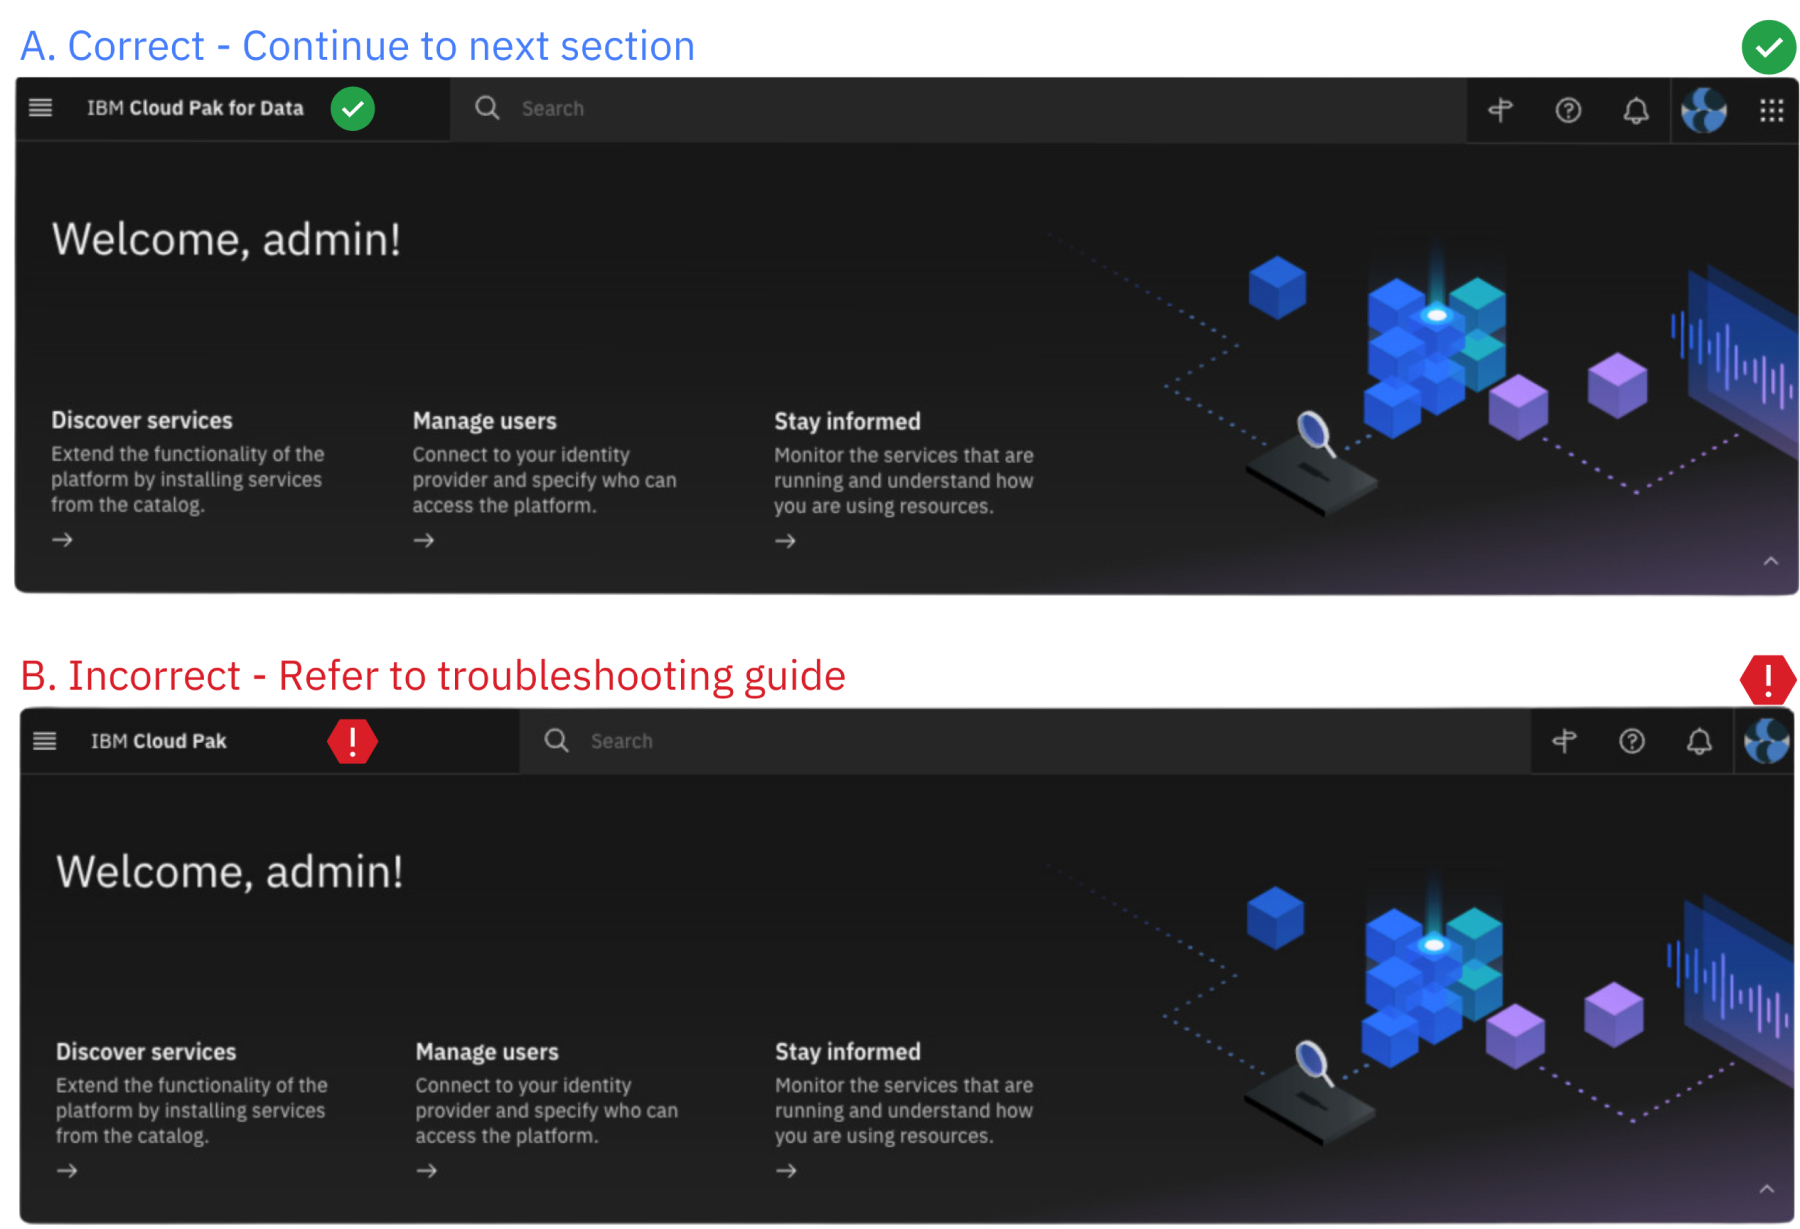 A. Correct - Continue to next section
IBM Cloud Pak for Data
Search
Welcome, admin!
Discover services
Extend the functionality of the
platform by installing services
from the catalog.
Manage users
Connect to your identity
provider and specify who can
access the platform.
Stay informed
Monitor the services that are
running and understand how
you are using resources.
B. Incorrect - Refer to troubleshooting guide
IBM Cloud Pak
Search
Welcome, admin!
Discover services
Extend the functionality of the
platform by installing services
from the catalog.
Manage users
Connect to your identity
provider and specify who can
access the platform.
Stay informed
Monitor the services that are
running and understand how
you are using resources.